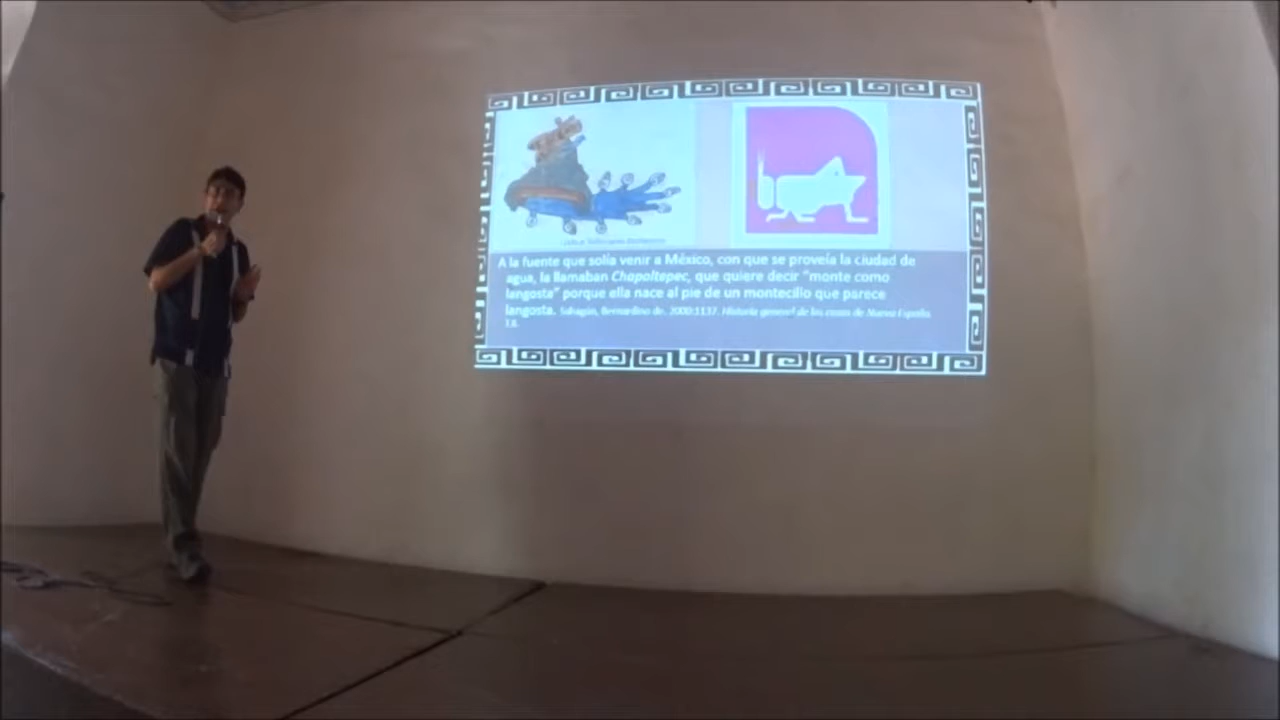 A la fuente que solía venir a México, con que se proveía la ciudad de
agua, la llamaban Chapoltepec, que quiere decir "monte como
langosta" porque ella nace al pie de un montecillo que parece
langosta. Sahagún, Bernardino de. 2000:1137. Historia general de las cosas de Nueva España